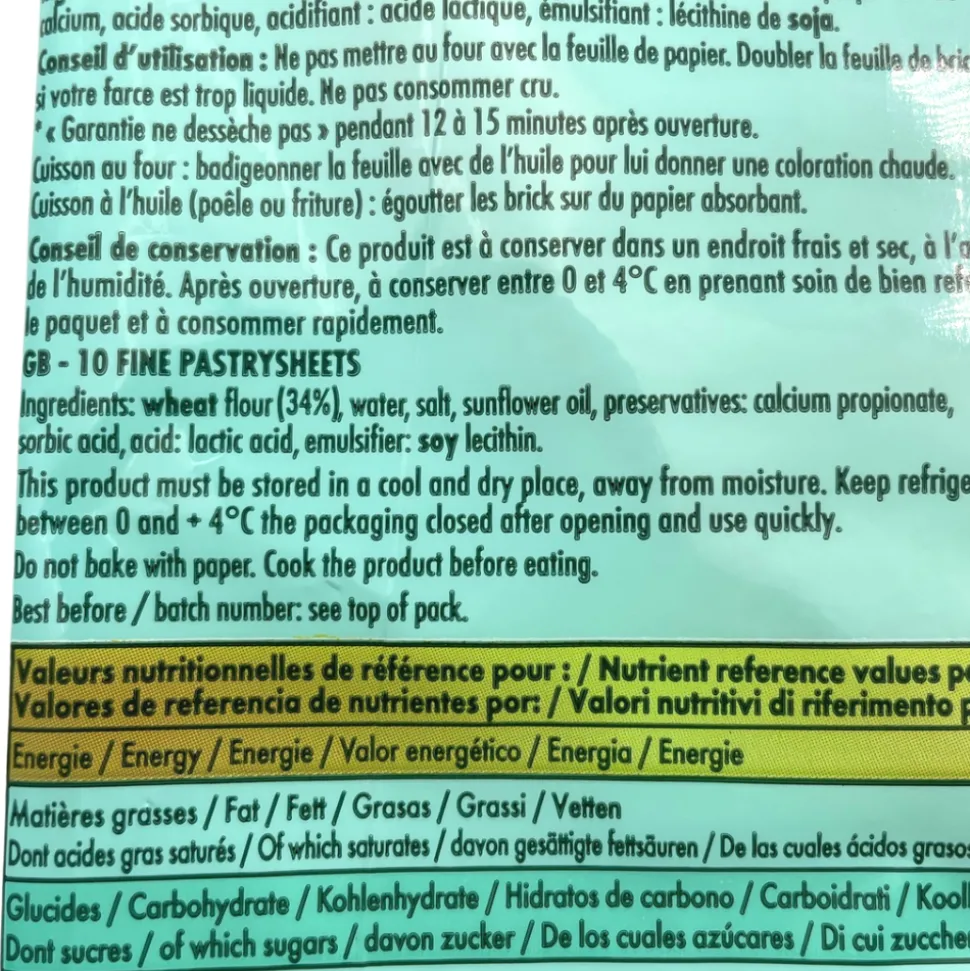 calcium, acide sorbique, acidifiant : acide lactique, émulsifiant : lécithine de soja.
Conseil d'utilisation : Ne pas mettre au four avec la feuille de papier. Doubler la feuille de bric
si votre farce est trop liquide. Ne pas consommer cru.
*« Garantie ne dessèche pas » pendant 12 à 15 minutes après ouverture.
Cuisson au four : badigeonner la feuille avec de l'huile pour lui donner une coloration chaude.
Cuisson à l'huile (poêle ou friture) : égoutter les brick sur du papier absorbant.
Conseil de conservation : Ce produit est à conserver dans un endroit frais et sec, à l'a
de l'humidité. Après ouverture, à conserver entre 0 et 4°C en prenant soin de bien ref
le paquet et à consommer rapidement.
GB - 10 FINE PASTRYSHEETS
Ingredients: wheat flour (34%), water, salt, sunflower oil, preservatives: calcium propionate,
sorbic acid, acid: lactic acid, emulsifier: soy lecithin.
This product must be stored in a cool and dry place, away from moisture. Keep refrige
between 0 and + 4°C the packaging closed after opening and use quickly.
Do not bake with paper. Cook the product before eating.
Best before / batch number: see top of pack.
Valeurs nutritionnelles de référence pour : / Nutrient reference values p
Valores de referencia de nutrientes por: / Valori nutritivi di riferimento p
Energie / Energy / Energie / Valor energético / Energia / Energie
Matières grasses / Fat / Fett / Grasas / Grassi / Vetten
Dont acides gras saturés / Of which saturates / davon gesättigte fettsäuren / De las cuales ácidos graso
Glucides / Carbohydrate / Kohlenhydrate / Hidratos de carbono / Carboidrati / Kool
Dont sucres / of which sugars / davon zucker / De los cuales azúcares / Di cui zucche